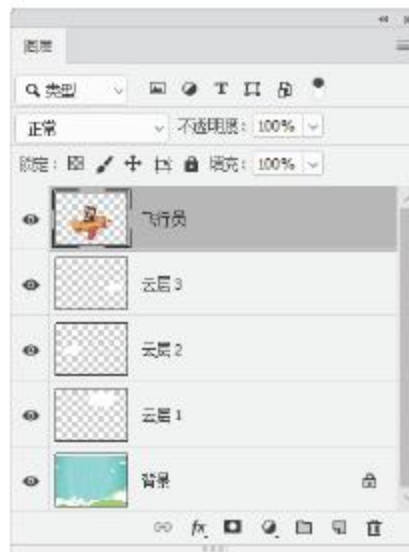 图层
类型
正常 不透明度: 100%
锁定: 填充: 100%
飞行员
云层 3
云层 2
云层 1
背景
fx